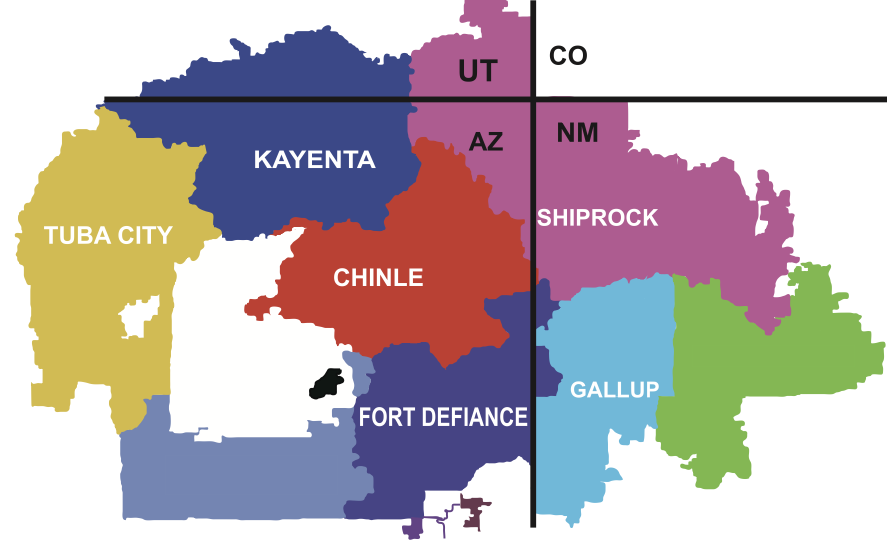 UT
CO
AZ
NM
KAYENTA
SHIPROCK
TUBA CITY
CHINLE
GALLUP
FORT DEFIANCE